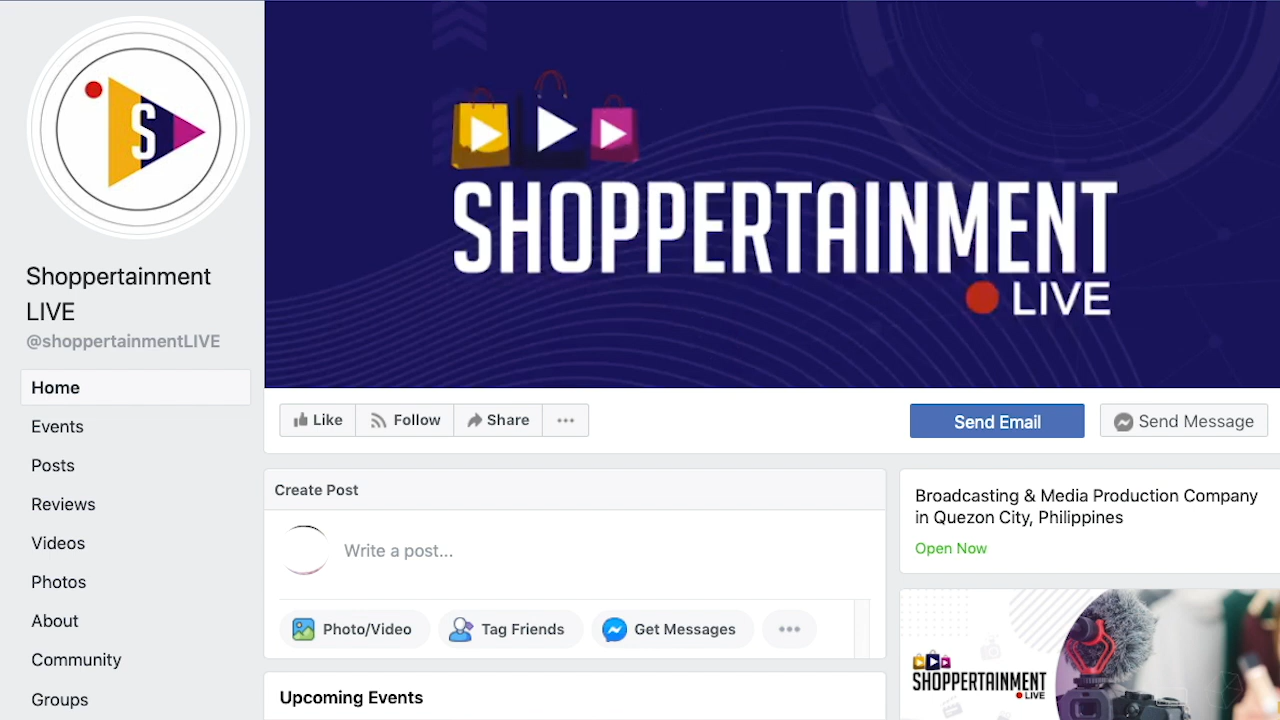 S
Shoppertainment
LIVE
@shoppertainmentLIVE
Home
Events
Posts
Reviews
Videos
Photos
About
Community
Groups
SHOPPERTAINMENT
LIVE
Like
Follow
Share
Send Email
Send Message
Create Post
Write a post...
Photo/Video
Tag Friends
Get Messages
Upcoming Events
Broadcasting & Media Production Company
in Quezon City, Philippines
Open Now
SHOPPERTAINMENT
LIVE